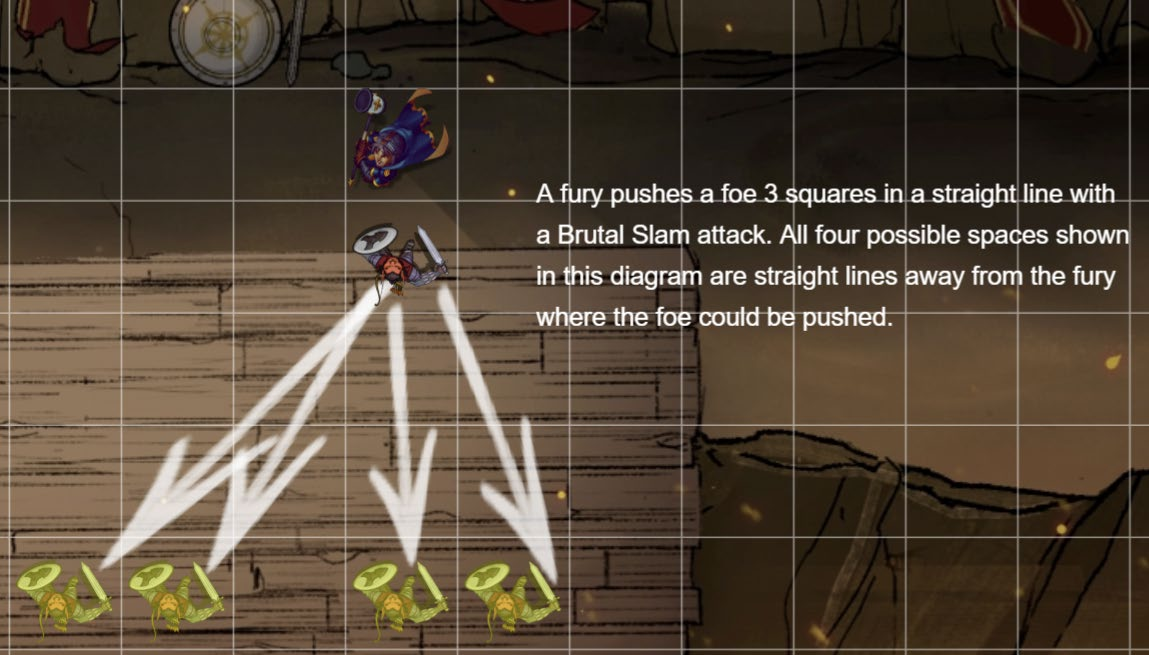 A fury pushes a foe 3 squares in a straight line with
a Brutal Slam attack. All four possible spaces shown
in this diagram are straight lines away from the fury
where the foe could be pushed.